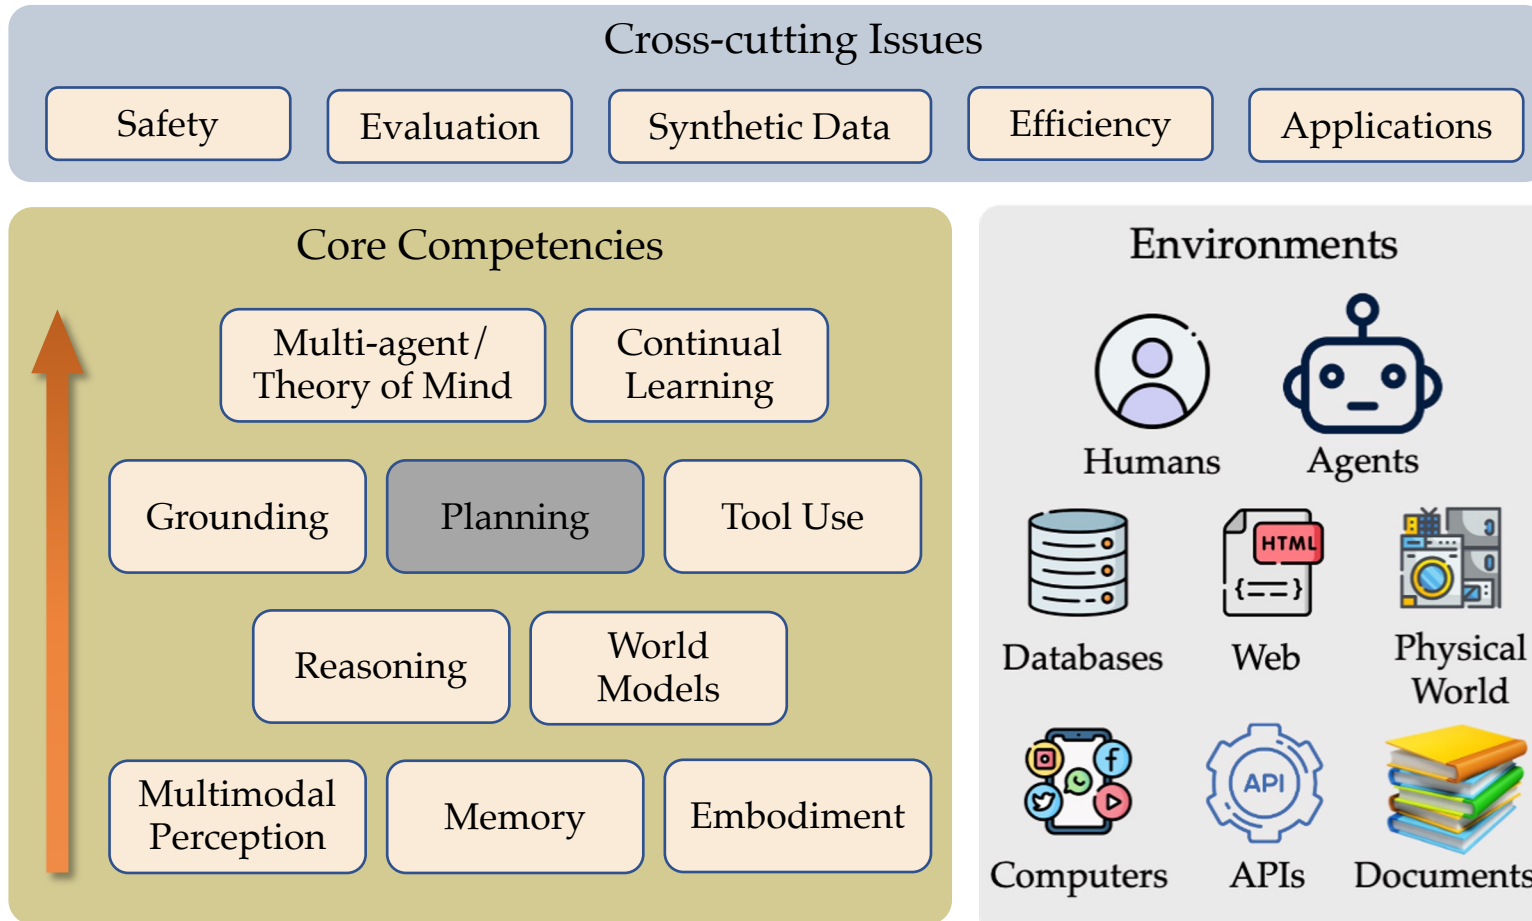 Cross-cutting Issues
Safety
Evaluation
Synthetic Data
Efficiency
Applications
Core Competencies
Multi-agent/
Theory of Mind
Continual
Learning
Grounding
Planning
Tool Use
Reasoning
World
Models
Multimodal
Perception
Memory
Embodiment
Environments
Humans
Agents
HTML
{==}
Databases
Web
Physical
World
f
API
Computers
APIs
Documents